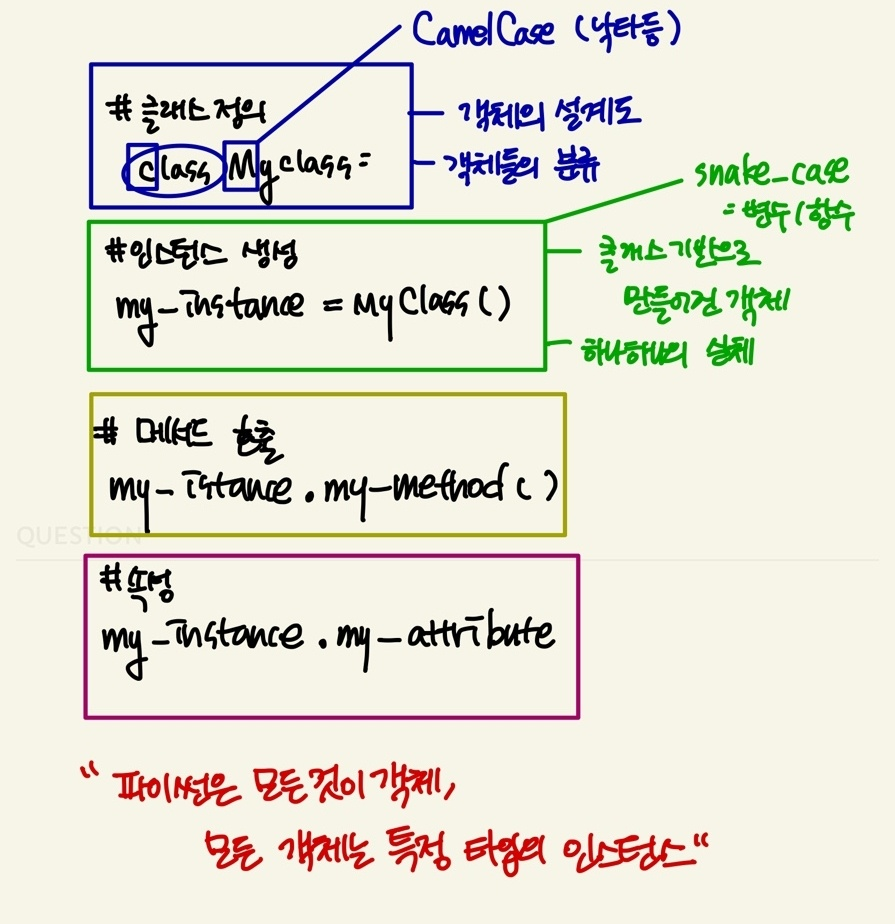 CamelCase (낙타등)
# 클래스 정의
class Myclass:
객체의 설계도
객체들의 분류
snake_case
= 변수/함수
#인스턴스 생성
my_instance = MyClass()
클래스기반으로
만들어진 객체
하나하나의 실체
# 메서드 호출
my_istance.my_method()
QUESTION
#속성
my_instance.my_attribute
"파이썬은 모든것이 객체,
모든 객체는 특정 타입의 인스턴스"